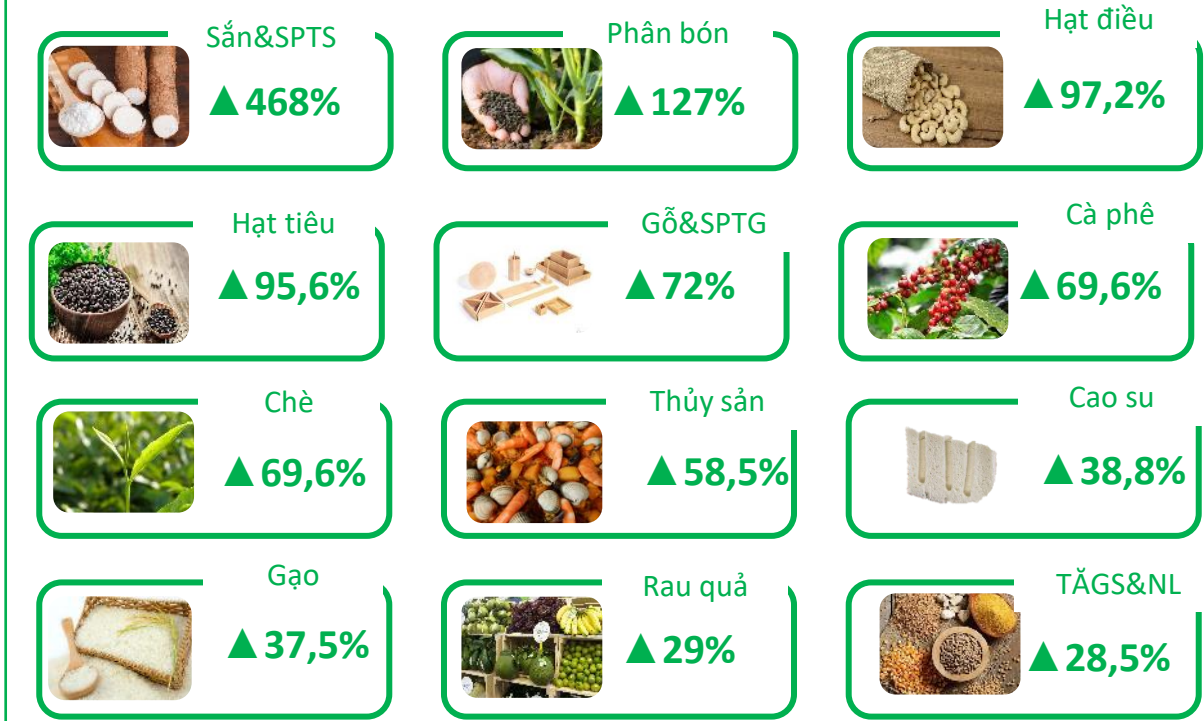 Sắn&SPTS
▲468%
Phân bón
▲127%
Hạt điều
▲97,2%
Hạt tiêu
▲95,6%
Gỗ&SPTG
▲72%
Cà phê
▲69,6%
Chè
▲69,6%
Thủy sản
▲58,5%
Cao su
▲38,8%
Gạo
▲37,5%
Rau quả
▲29%
TĂGS&NL
▲28,5%